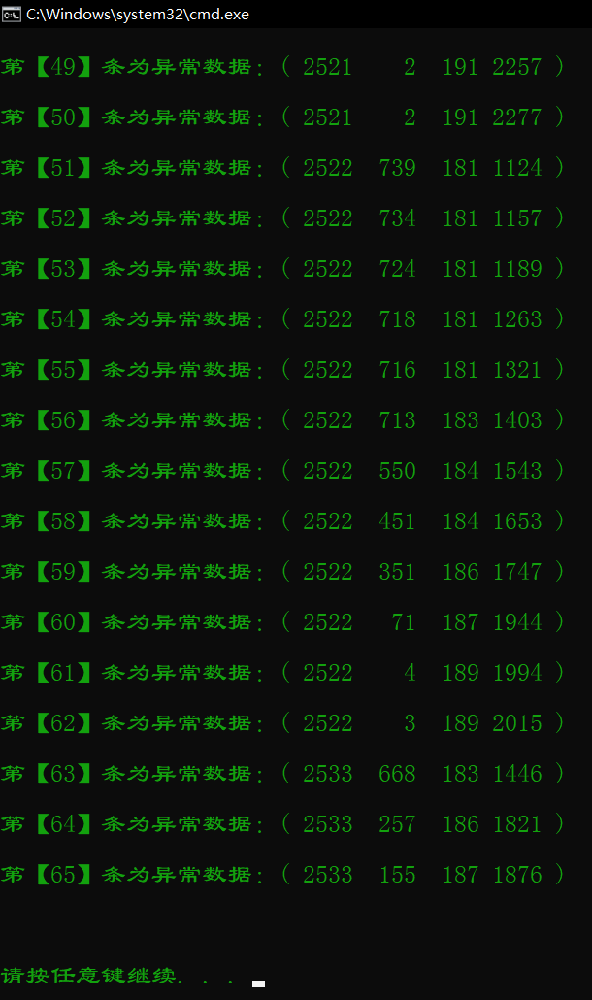 C:\Windows\system32\cmd.exe
第【49】条为异常数据:( 2521 2 191 2257 )
第【50】条为异常数据:( 2521 2 191 2277 )
第【51】条为异常数据:( 2522 739 181 1124 )
第【52】条为异常数据:( 2522 734 181 1157 )
第【53】条为异常数据:( 2522 724 181 1189 )
第【54】条为异常数据:( 2522 718 181 1263 )
第【55】条为异常数据:( 2522 716 181 1321 )
第【56】条为异常数据:( 2522 713 183 1403 )
第【57】条为异常数据:( 2522 550 184 1543 )
第【58】条为异常数据:( 2522 451 184 1653 )
第【59】条为异常数据:( 2522 351 186 1747 )
第【60】条为异常数据:( 2522 71 187 1944 )
第【61】条为异常数据:( 2522 4 189 1994 )
第【62】条为异常数据:( 2522 3 189 2015 )
第【63】条为异常数据:( 2533 668 183 1446 )
第【64】条为异常数据:( 2533 257 186 1821 )
第【65】条为异常数据:( 2533 155 187 1876 )
请按任意键继续. . .